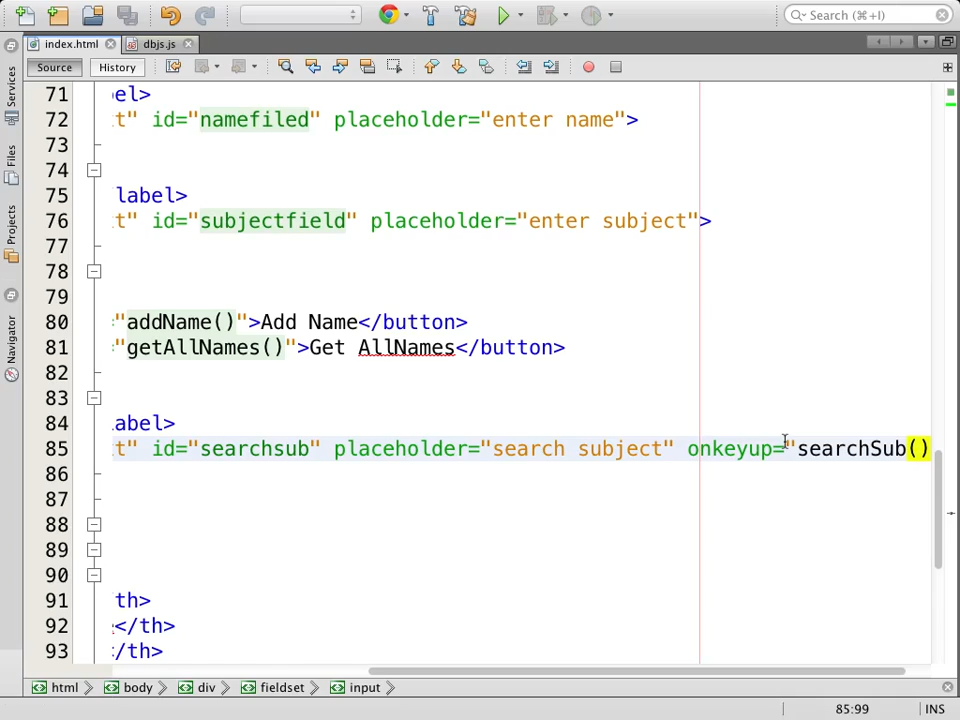 Search (⌘+I)
index.html
dbjs.js
Source
History
Services
Files
Projects
Navigator
71 el>
72 t" id="namefiled" placeholder="enter name">
73
74
75 label>
76 t" id="subjectfield" placeholder="enter subject">
77
78
79
80 "addName()">Add Name</button>
81 "getAllNames()">Get AllNames</button>
82
83
84 abel>
85 t" id="searchsub" placeholder="search subject" onkeyup="searchSub()
86
87
88
89
90
91 th>
92 </th>
93 /th>
html
body
div
fieldset
input
85:99
INS